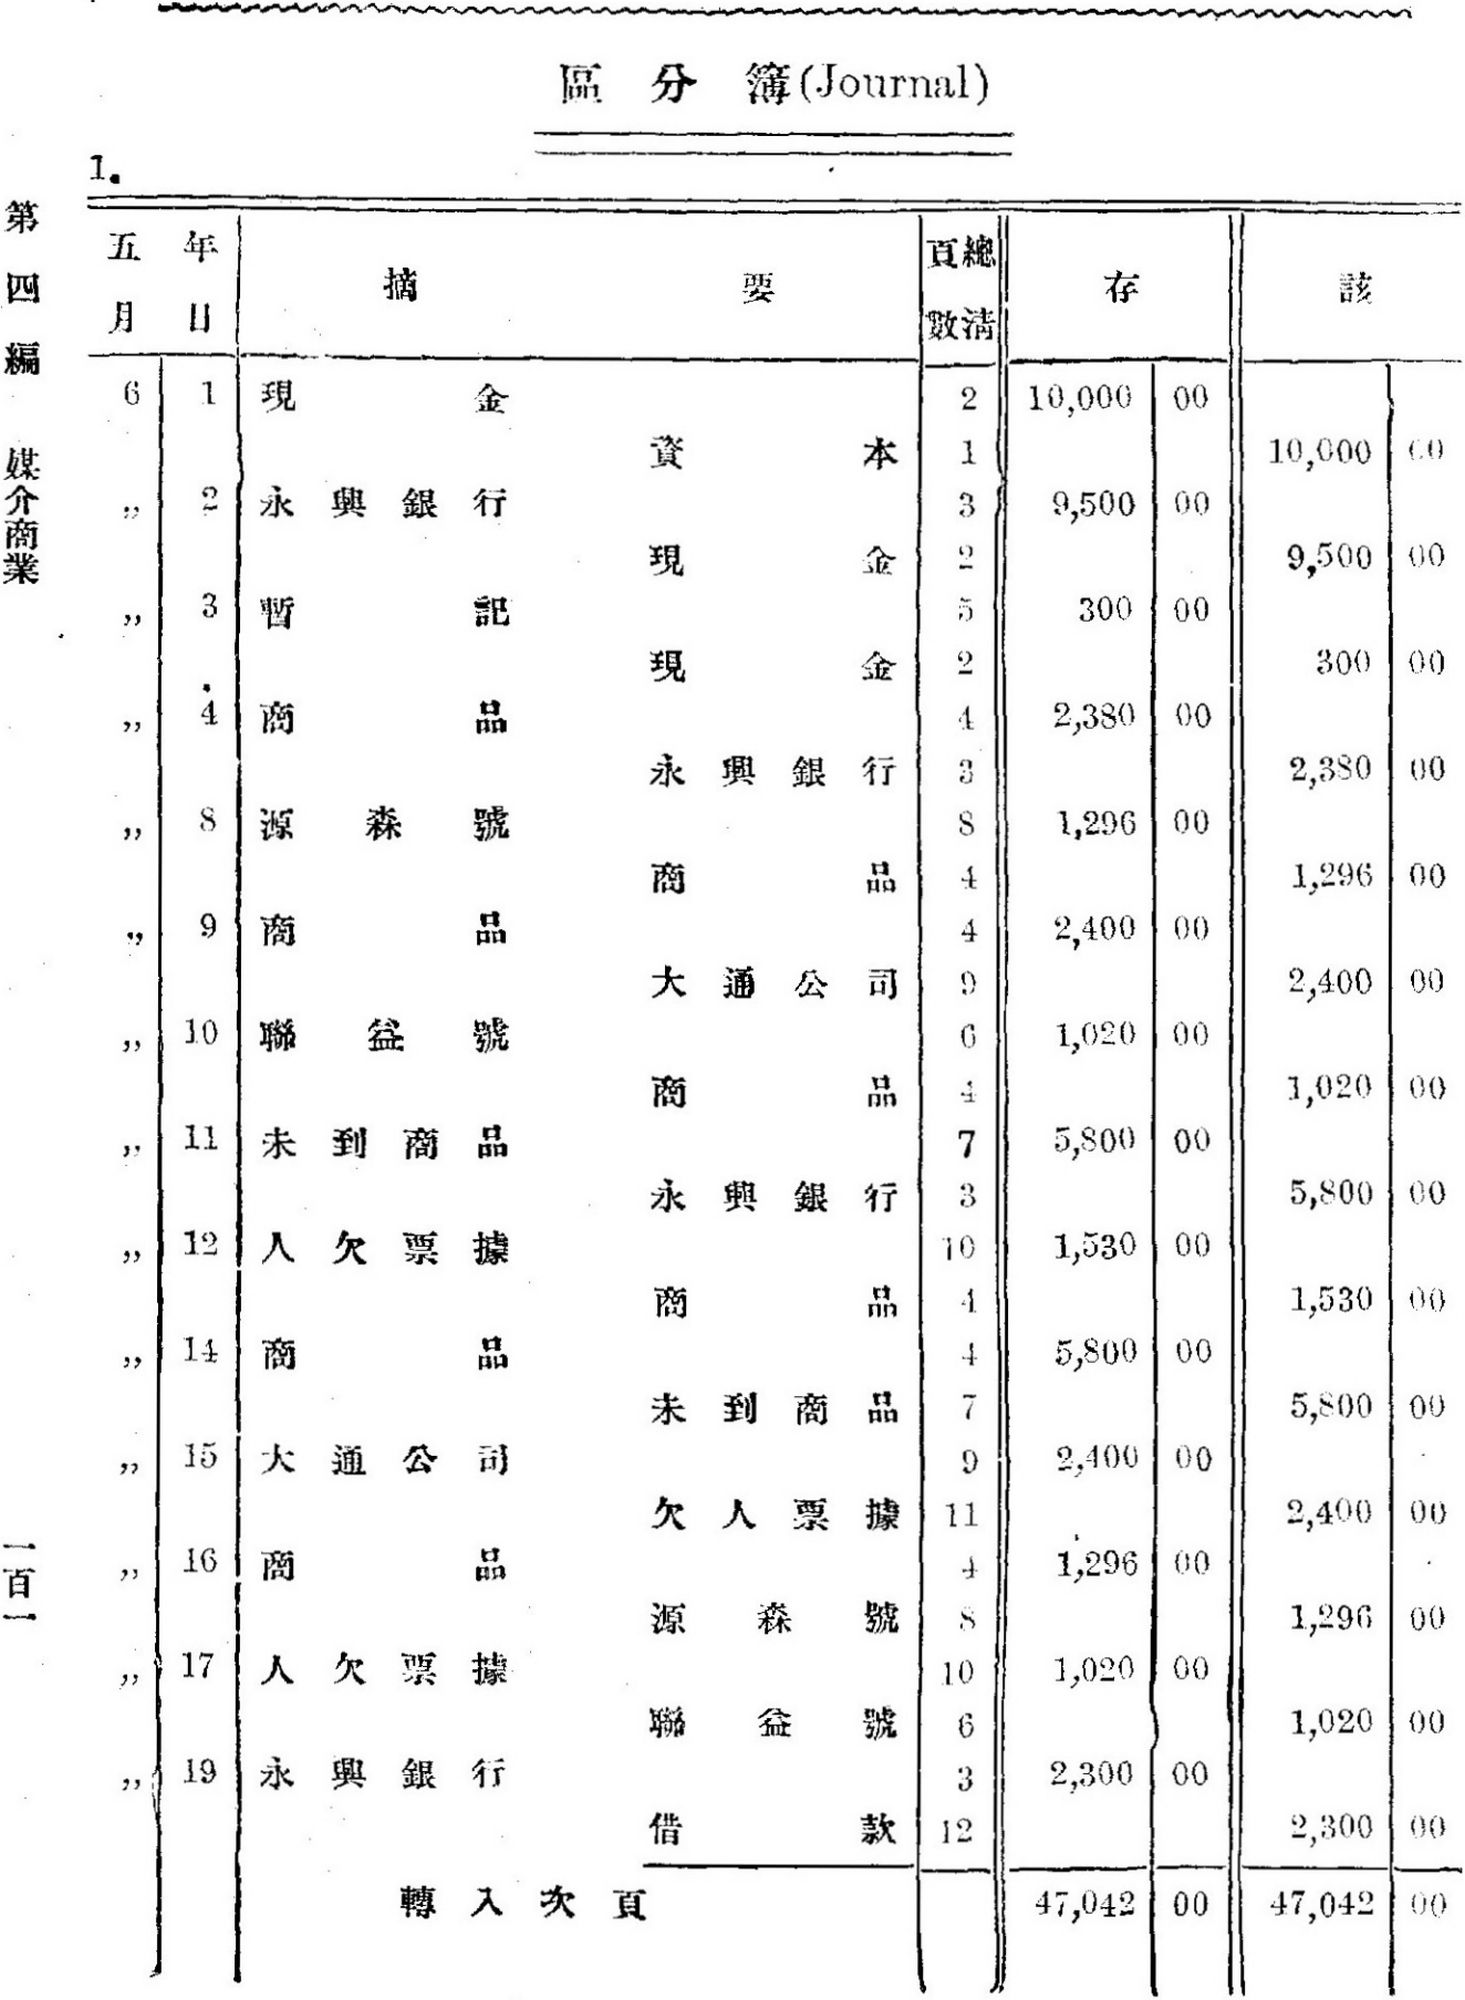 區分簿(Journal)
1.
第四編 媒介商業
一百一
五年 摘要 總清 存 該
月日 頁數
6 1 現金 2 10,000 00
資本 1 10,000 00
,, 2 永興銀行 3 9,500 00
現金 2 9,500 00
,, 3 暫記 5 300 00
現金 2 300 00
,, 4 商品 4 2,380 00
永興銀行 3 2,380 00
,, 8 源森號 8 1,296 00
商品 4 1,296 00
,, 9 商品 4 2,400 00
大通公司 9 2,400 00
,, 10 聯益號 6 1,020 00
商品 4 1,020 00
,, 11 未到商品 7 5,800 00
永興銀行 3 5,800 00
,, 12 人欠票據 10 1,530 00
商品 4 1,530 00
,, 14 商品 4 5,800 00
未到商品 7 5,800 00
,, 15 大通公司 9 2,400 00
欠人票據 11 2,400 00
,, 16 商品 4 1,296 00
源森號 8 1,296 00
,, 17 人欠票據 10 1,020 00
聯益號 6 1,020 00
,, 19 永興銀行 3 2,300 00
借款 12 2,300 00
轉入次頁 47,042 00 47,042 00